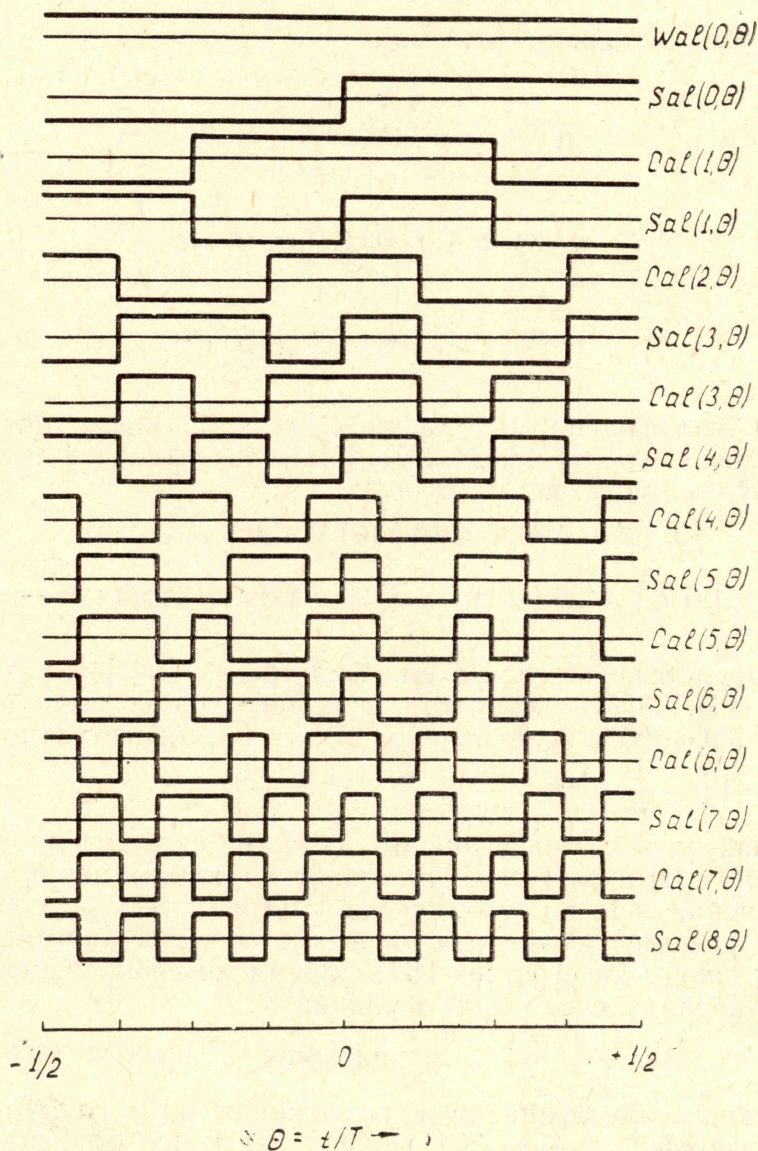 Wal(0,θ)
Sal(0,θ)
Cal(1,θ)
Sal(1,θ)
Cal(2,θ)
Sal(3,θ)
Cal(3,θ)
Sal(4,θ)
Cal(4,θ)
Sal(5,θ)
Cal(5,θ)
Sal(6,θ)
Cal(6,θ)
Sal(7,θ)
Cal(7,θ)
Sal(8,θ)
-1/2 0 +1/2
θ = t/T →